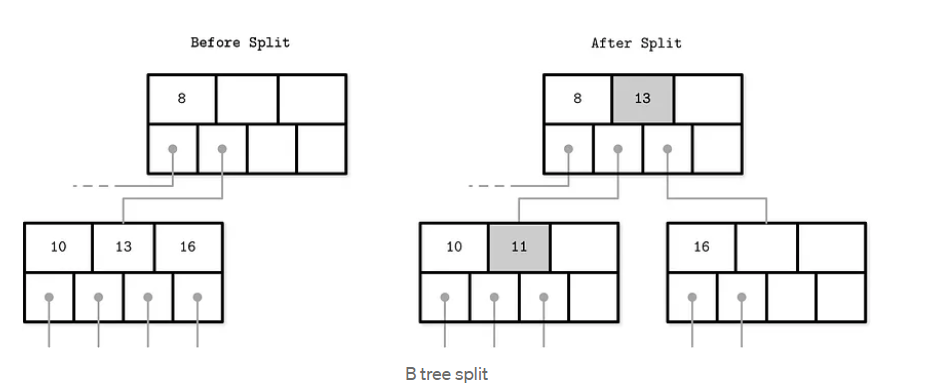 Before Split
After Split
8
8 13
10 13 16
10 11
16
B tree split